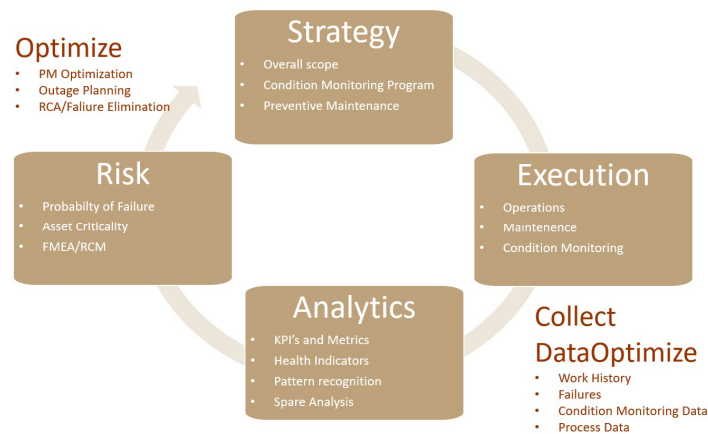 Strategy
• Overall scope
• Condition Monitoring Program
• Preventive Maintenance
Optimize
• PM Optimization
• Outage Planning
• RCA/Faliure Elimination
Risk
• Probabilty of Failure
• Asset Criticality
• FMEA/RCM
Execution
• Operations
• Maintenence
• Condition Monitoring
Analytics
• KPI's and Metrics
• Health Indicators
• Pattern recognition
• Spare Analysis
Collect
DataOptimize
• Work History
• Failures
• Condition Monitoring Data
• Process Data